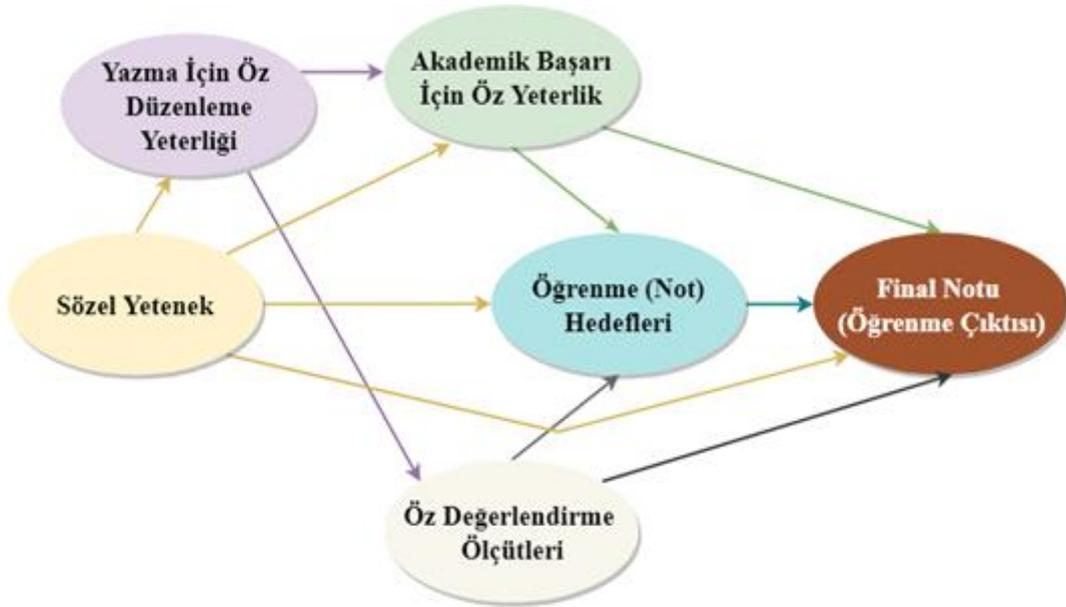 Yazma İçin Öz
Düzenleme
Yeterliği
Akademik Başarı
İçin Öz Yeterlik
Sözel Yetenek
Öğrenme (Not)
Hedefleri
Final Notu
(Öğrenme Çıktısı)
Öz Değerlendirme
Ölçütleri